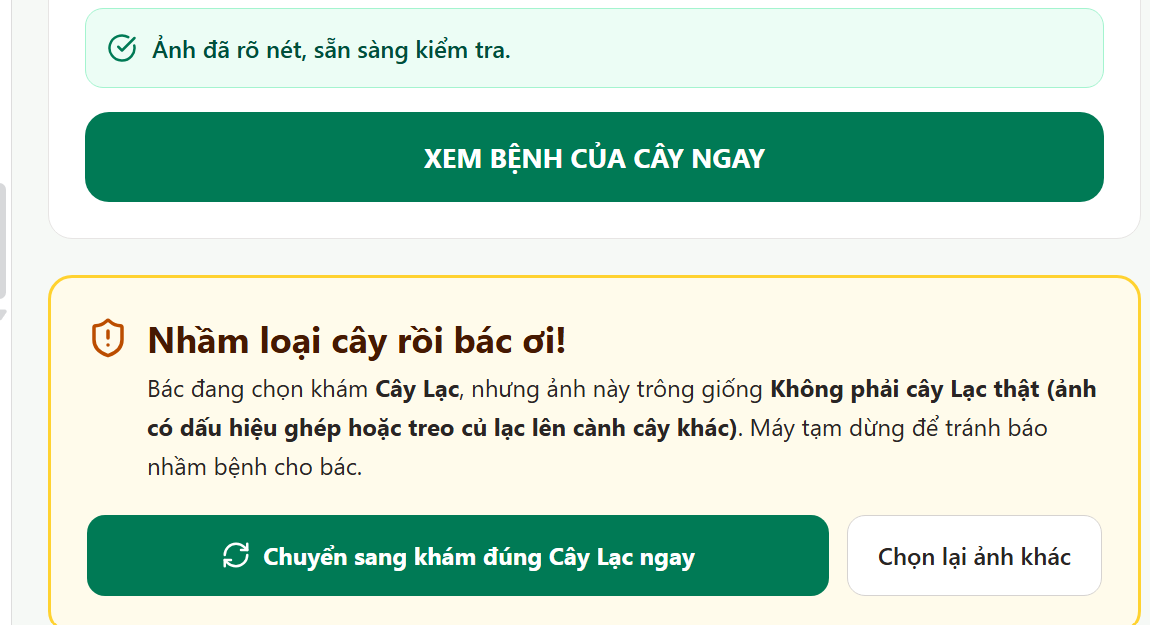 Ảnh đã rõ nét, sẵn sàng kiểm tra.
XEM BỆNH CỦA CÂY NGAY
Nhầm loại cây rồi bác ơi!
Bác đang chọn khám Cây Lạc, nhưng ảnh này trông giống Không phải cây Lạc thật (ảnh
có dấu hiệu ghép hoặc treo củ lạc lên cành cây khác). Máy tạm dừng để tránh báo
nhầm bệnh cho bác.
Chuyển sang khám đúng Cây Lạc ngay
Chọn lại ảnh khác